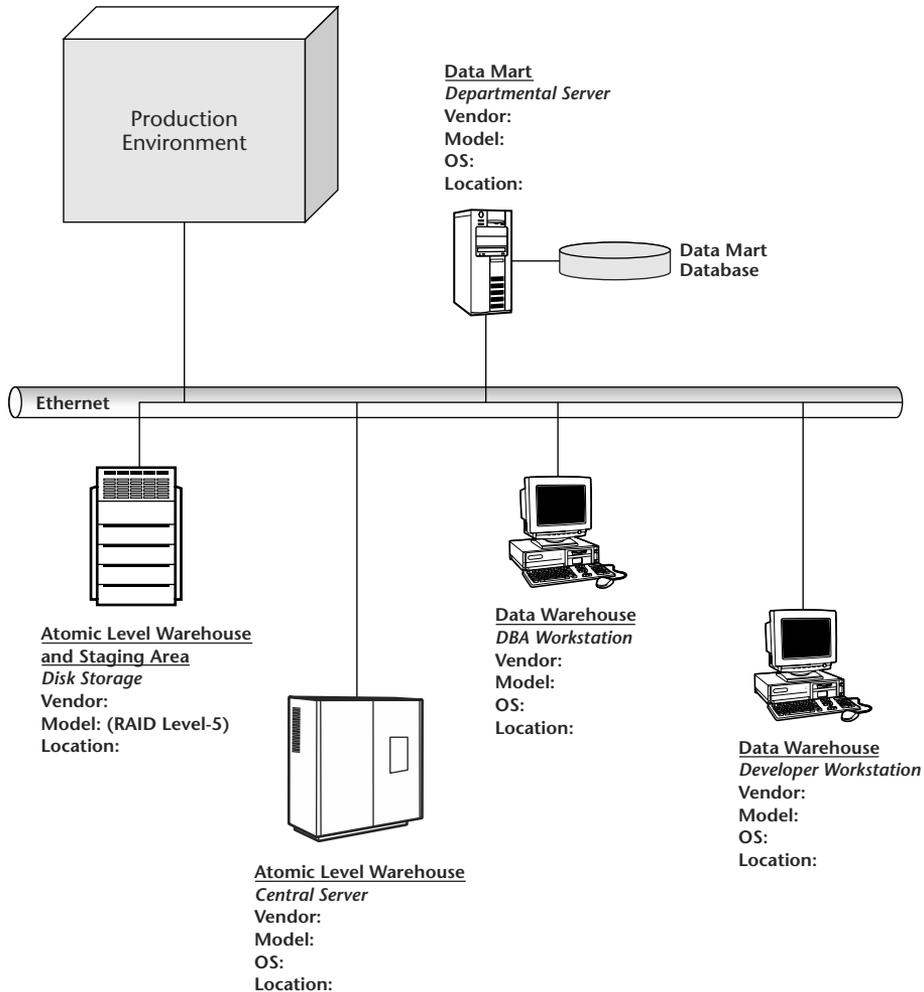 Production
Environment
Data Mart
Departmental Server
Vendor:
Model:
OS:
Location:
Data Mart
Database
Ethernet
Atomic Level Warehouse
and Staging Area
Disk Storage
Vendor:
Model: (RAID Level-5)
Location:
Atomic Level Warehouse
Central Server
Vendor:
Model:
OS:
Location:
Data Warehouse
DBA Workstation
Vendor:
Model:
OS:
Location:
Data Warehouse
Developer Workstation
Vendor:
Model:
OS:
Location: